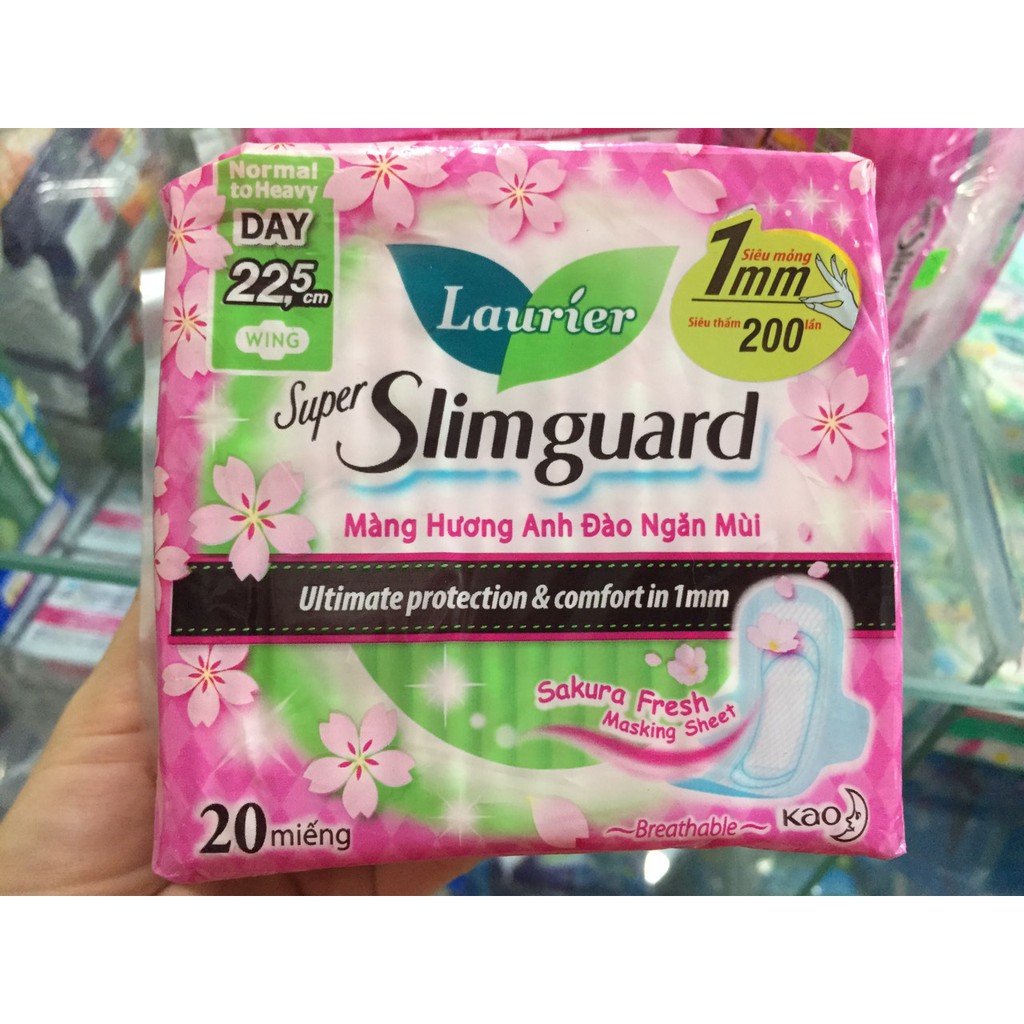 Normal
to Heavy
DAY
22,5cm
WING
Laurier
Siêu mỏng
1mm
Siêu thấm 200 lần
Super Slimguard
Màng Hương Anh Đào Ngăn Mùi
Ultimate protection & comfort in 1mm
Sakura Fresh
Masking Sheet
20 miếng
~Breathable~
Kao